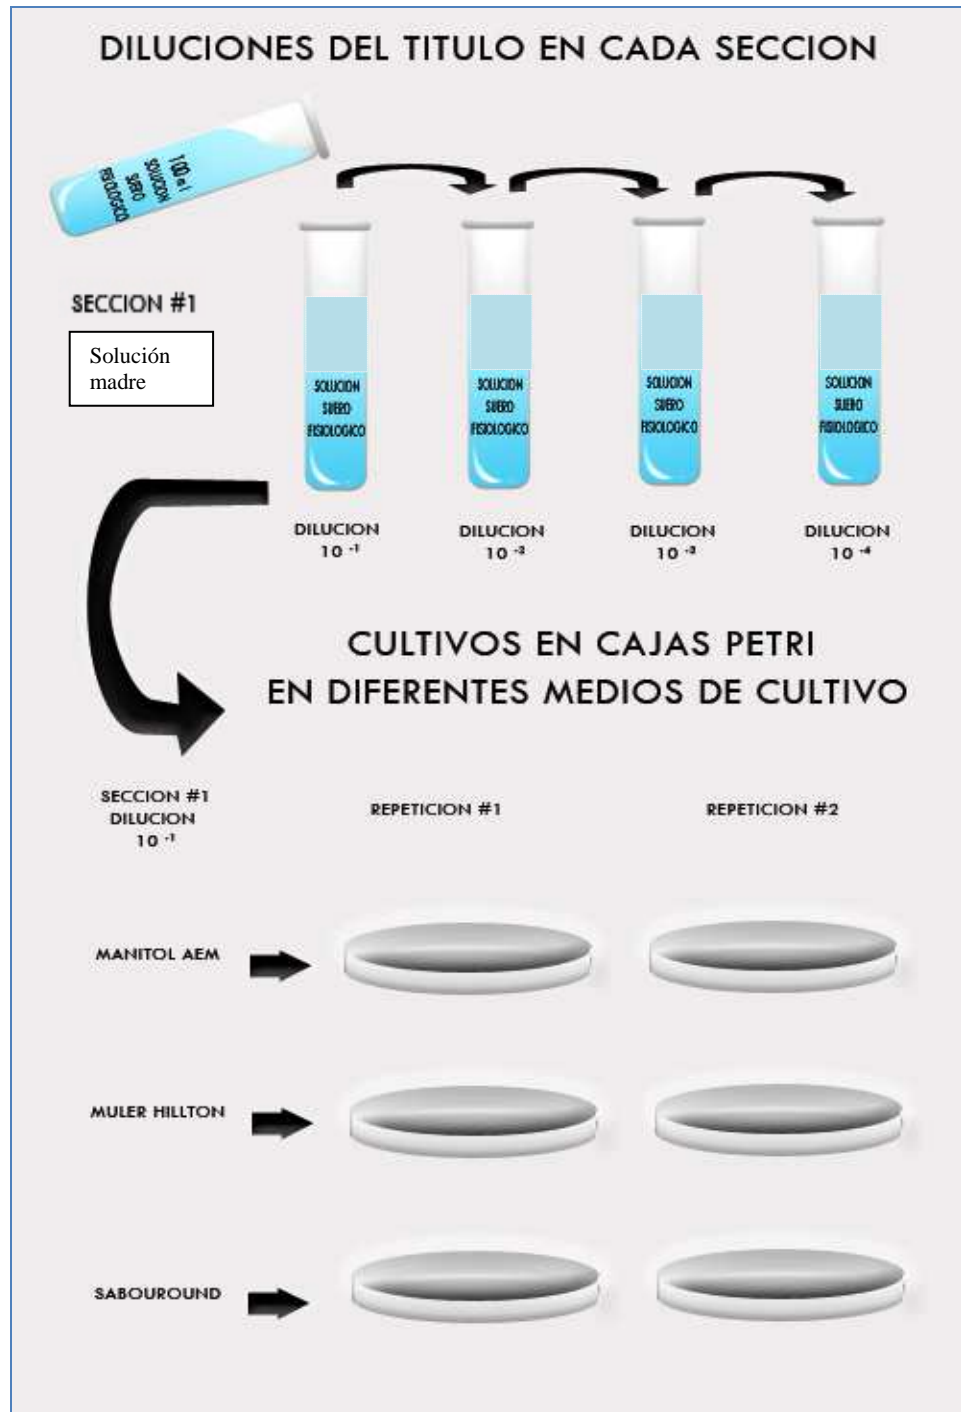 DILUCIONES DEL TITULO EN CADA SECCION
100 ml
SOLUCION
SUERO
FISIOLOGICO
SECCION #1
Solución
madre
SOLUCION
SUERO
FISIOLOGICO
SOLUCION
SUERO
FISIOLOGICO
SOLUCION
SUERO
FISIOLOGICO
SOLUCION
SUERO
FISIOLOGICO
DILUCION
10 -1
DILUCION
10 -2
DILUCION
10 -3
DILUCION
10 -4
CULTIVOS EN CAJAS PETRI
EN DIFERENTES MEDIOS DE CULTIVO
SECCION #1
DILUCION
10 -1
REPETICION #1
REPETICION #2
MANITOL AEM
MULER HILLTON
SABOUROUND